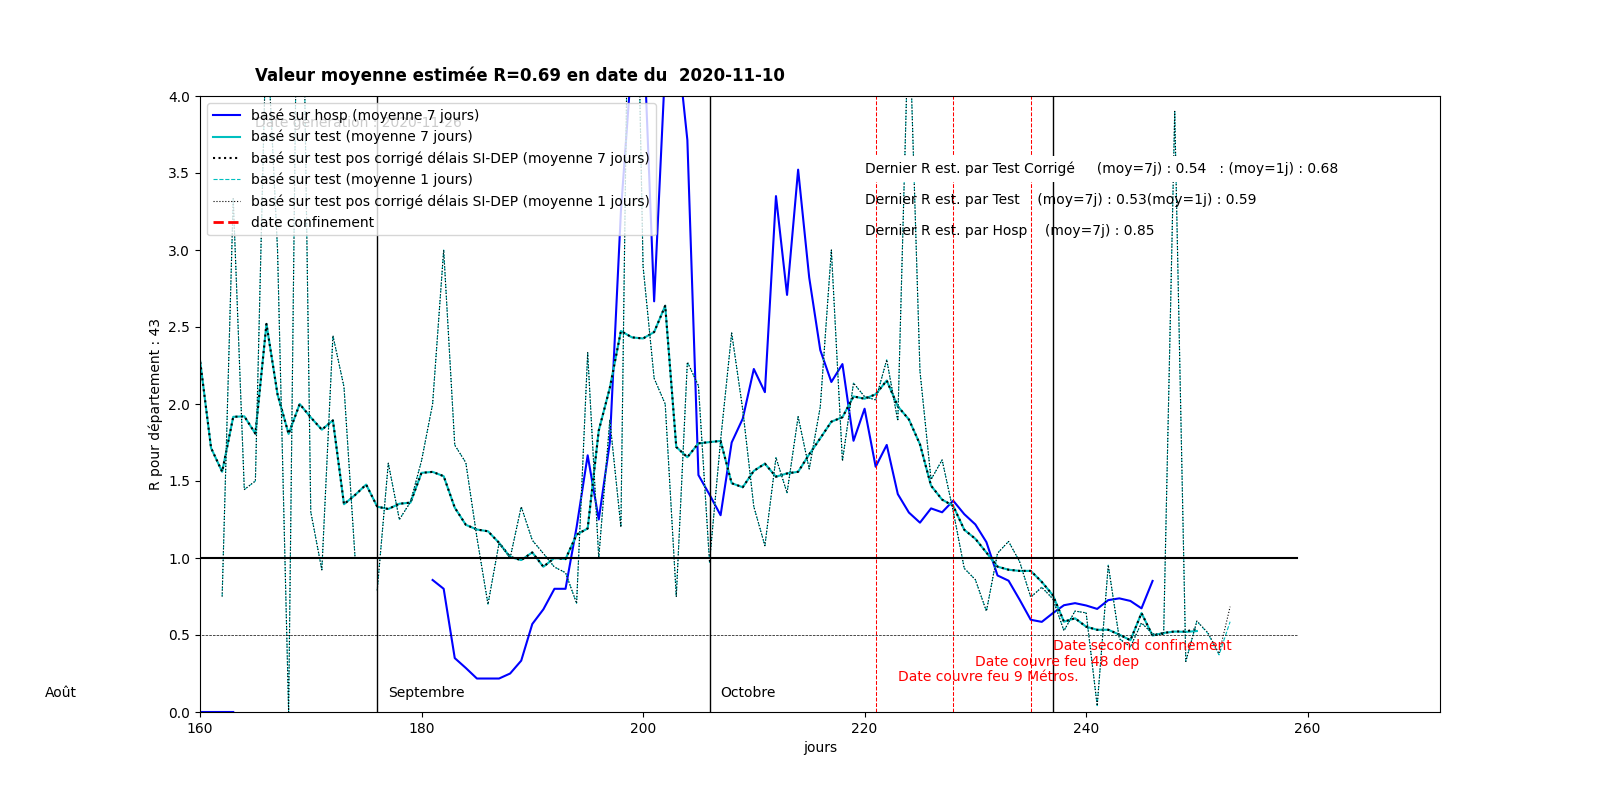 Valeur moyenne estimée R=0.69 en date du  2020-11-10
4.0
3.5
3.0
2.5
2.0
1.5
1.0
0.5
0.0
R pour département : 43
basé sur hosp (moyenne 7 jours)
basé sur test (moyenne 7 jours)
basé sur test pos corrigé délais SI-DEP (moyenne 7 jours)
basé sur test (moyenne 1 jours)
basé sur test pos corrigé délais SI-DEP (moyenne 1 jours)
date confinement
Dernier R est. par Test Corrigé     (moy=7j) : 0.54   : (moy=1j) : 0.68
Dernier R est. par Test    (moy=7j) : 0.53(moy=1j) : 0.59
Dernier R est. par Hosp    (moy=7j) : 0.85
Date second confinement
Date couvre feu 48 dep
Date couvre feu 9 Métros.
Août
Septembre
Octobre
160
180
200
220
240
260
jours